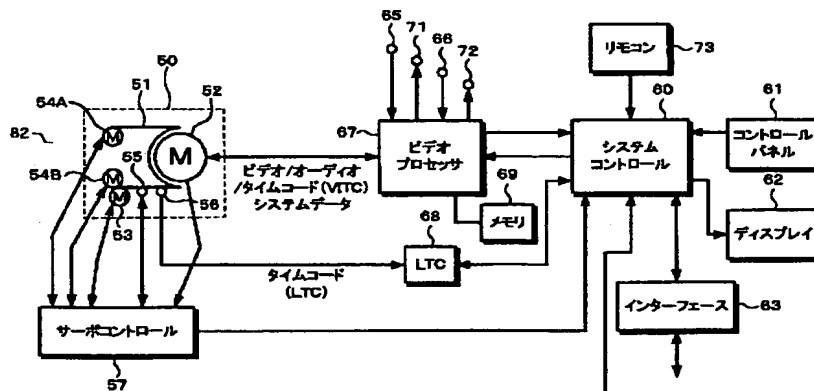 65
71
66
72
リモコン
73
50
51
52
54A
82
M
M
54B
M
M
55
56
53
ビデオ/オーディオ
/タイムコード(VITC)
システムデータ
67
ビデオ
プロセッサ
69
メモリ
60
システム
コントロール
61
コントロール
パネル
62
ディスプレイ
68
LTC
タイムコード
(LTC)
インターフェース
63
サーボコントロール
57